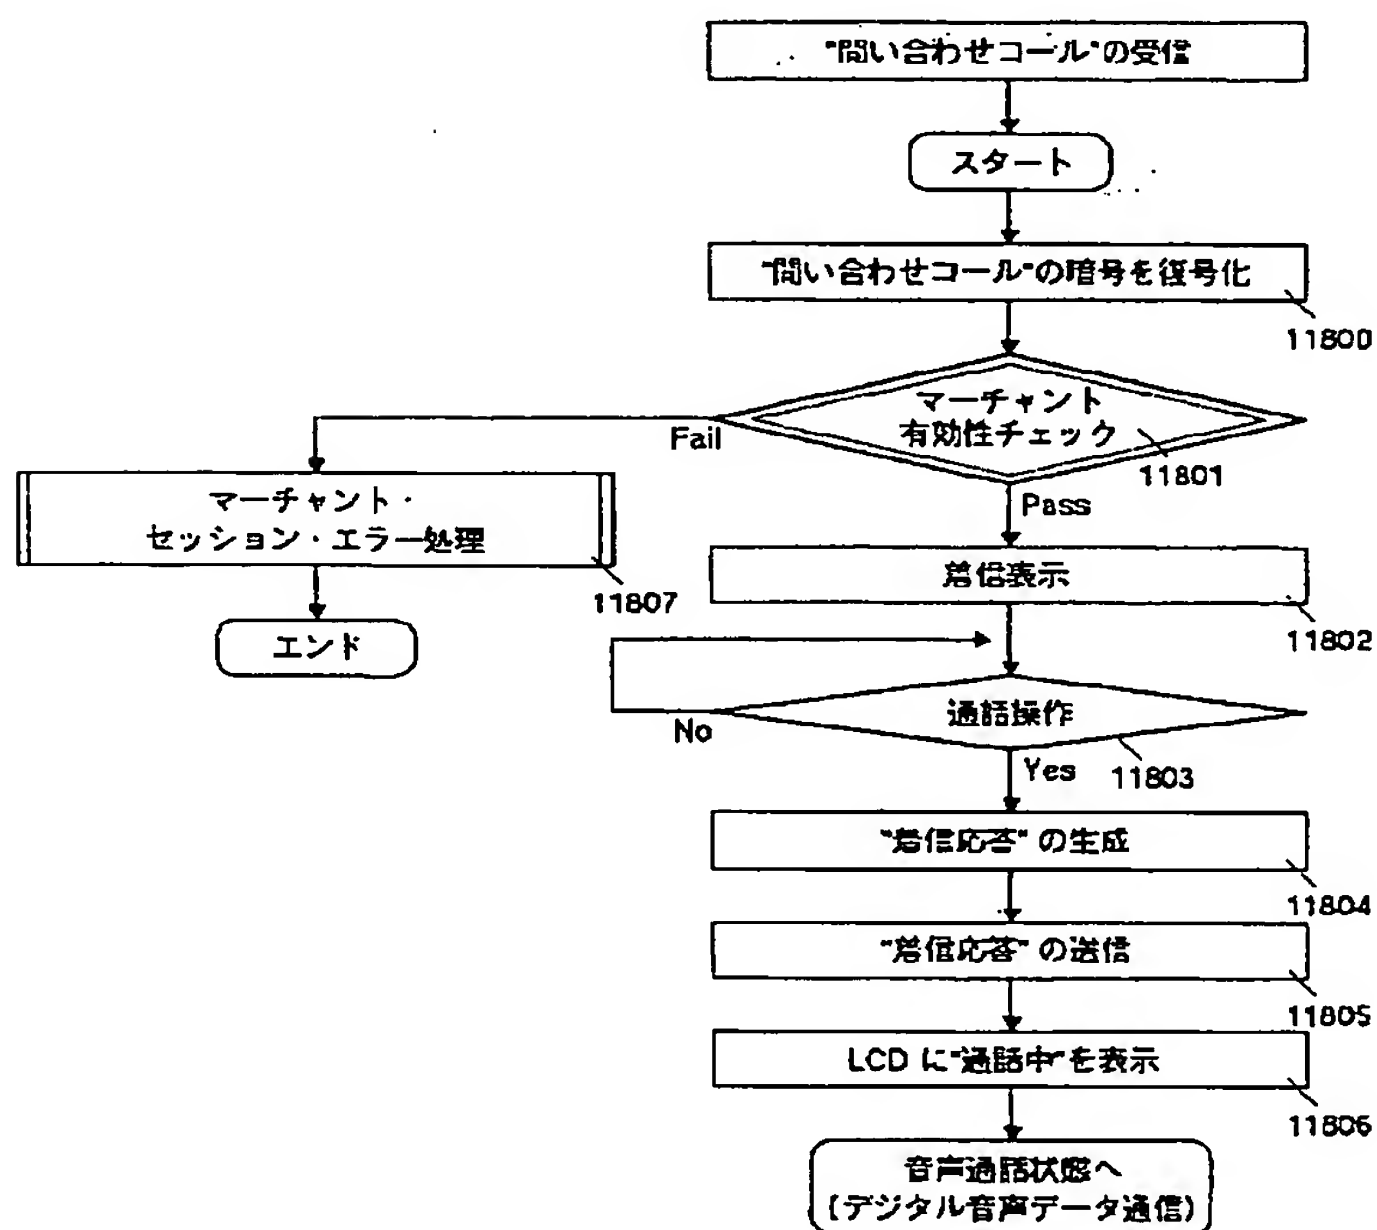 "問い合わせコール"の受信
スタート
"問い合わせコール"の暗号を復号化
11800
マーチャント
有効性チェック
11801
Fail
Pass
マーチャント・
セッション・エラー処理
11807
エンド
着信表示
11802
通話操作
11803
No
Yes
"着信応答" の生成
11804
"着信応答" の送信
11805
LCD に"通話中"を表示
11806
音声通話状態へ
(デジタル音声データ通信)